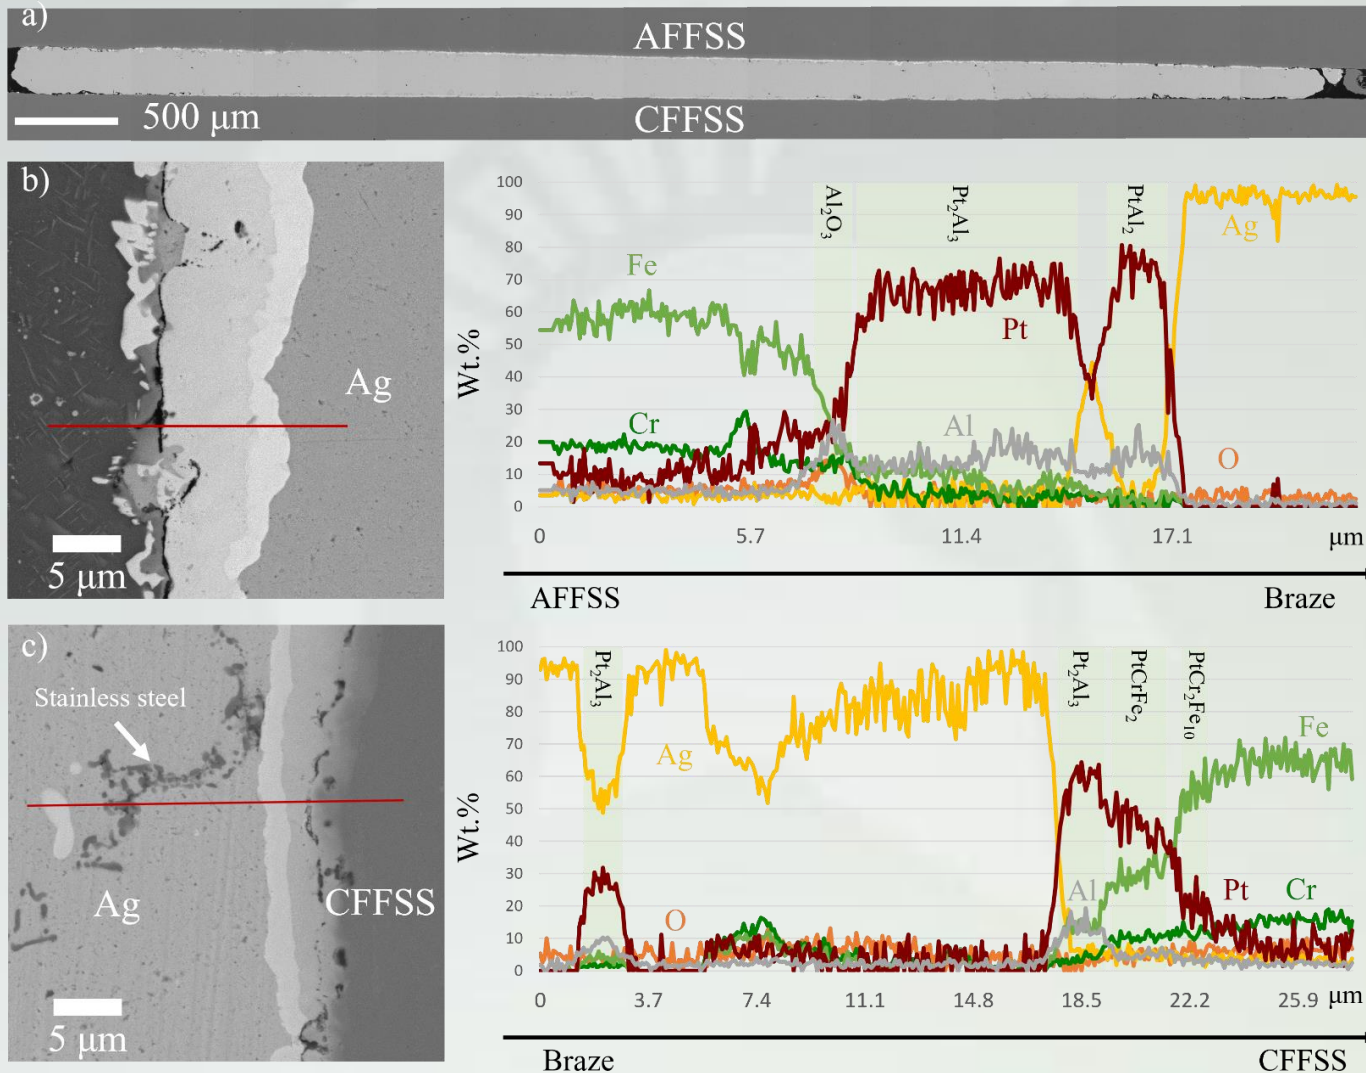 a)
AFFSS
500 μm
CFFSS
b)
Ag
5 μm
100
90
80
70
60
50
40
30
20
10
0
Wt.%
Al₂O₃
Pt₂Al₃
PtAl₂
Ag
Fe
Pt
Cr
Al
O
0 5.7 11.4 17.1 μm
AFFSS Braze
c)
Stainless steel
Ag
CFFSS
5 μm
100
90
80
70
60
50
40
30
20
10
0
Wt.%
Pt₂Al₃
Pt₂Al₃
PtCrFe₂
PtCr₂Fe₁₀
Fe
Ag
O
Al
Pt
Cr
0 3.7 7.4 11.1 14.8 18.5 22.2 25.9 μm
Braze CFFSS